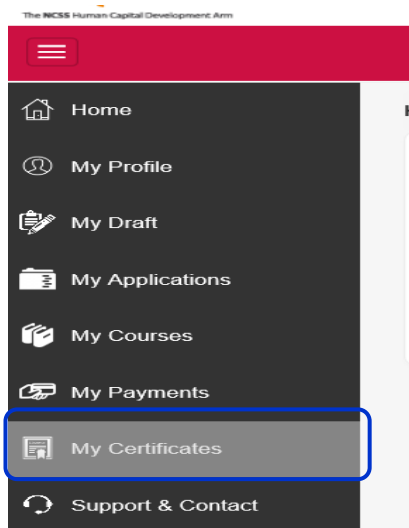 The NCSS Human Capital Development Arm
Home
My Profile
My Draft
My Applications
My Courses
My Payments
My Certificates
Support & Contact